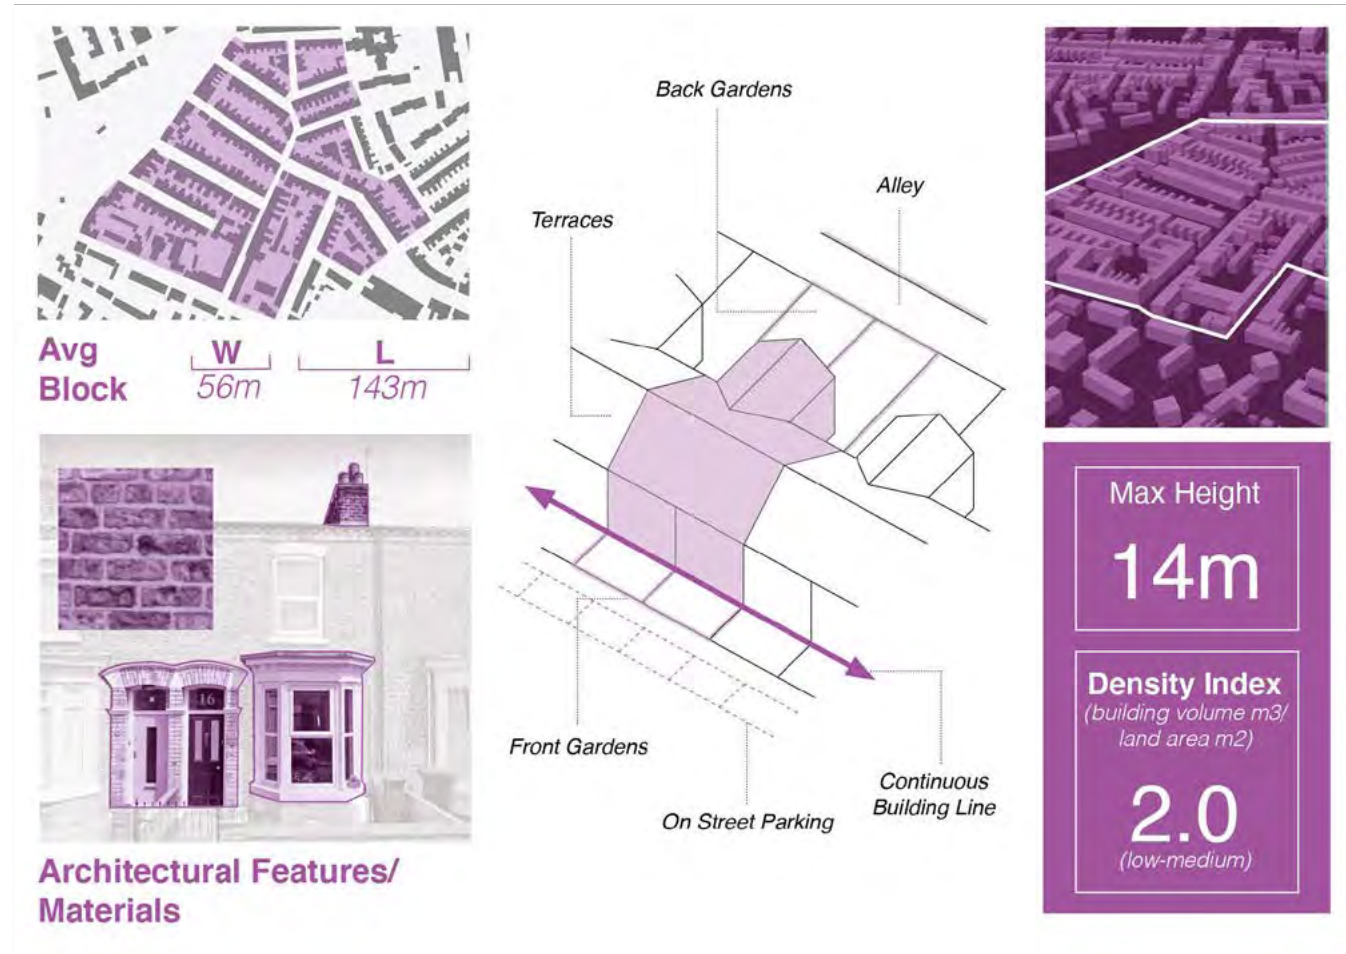 Back Gardens
Alley
Terraces
Avg
Block
W
56m
L
143m
16
Front Gardens
On Street Parking
Continuous
Building Line
Architectural Features/
Materials
Max Height
14m
Density Index
(building volume m3/
land area m2)
2.0
(low-medium)